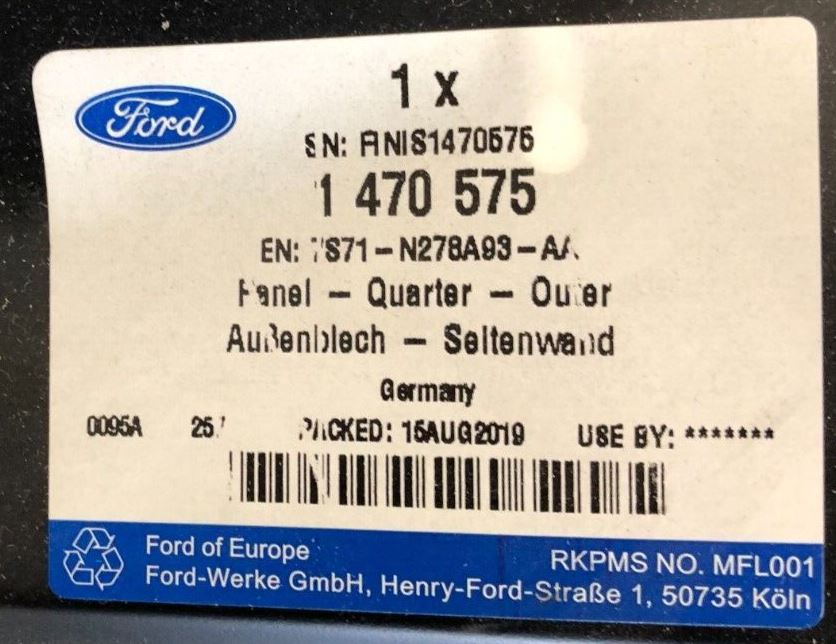 Ford
1 x
SN: FINIS1470575
1 470 575
EN: 7S71-N278A93-AA
Panel - Quarter - Outer
Außenblech - Seitenwand
Germany
0095A PACKED: 15AUG2019 USE BY: *******
Ford of Europe
RKPMS NO. MFL001
Ford-Werke GmbH, Henry-Ford-Straße 1, 50735 Köln